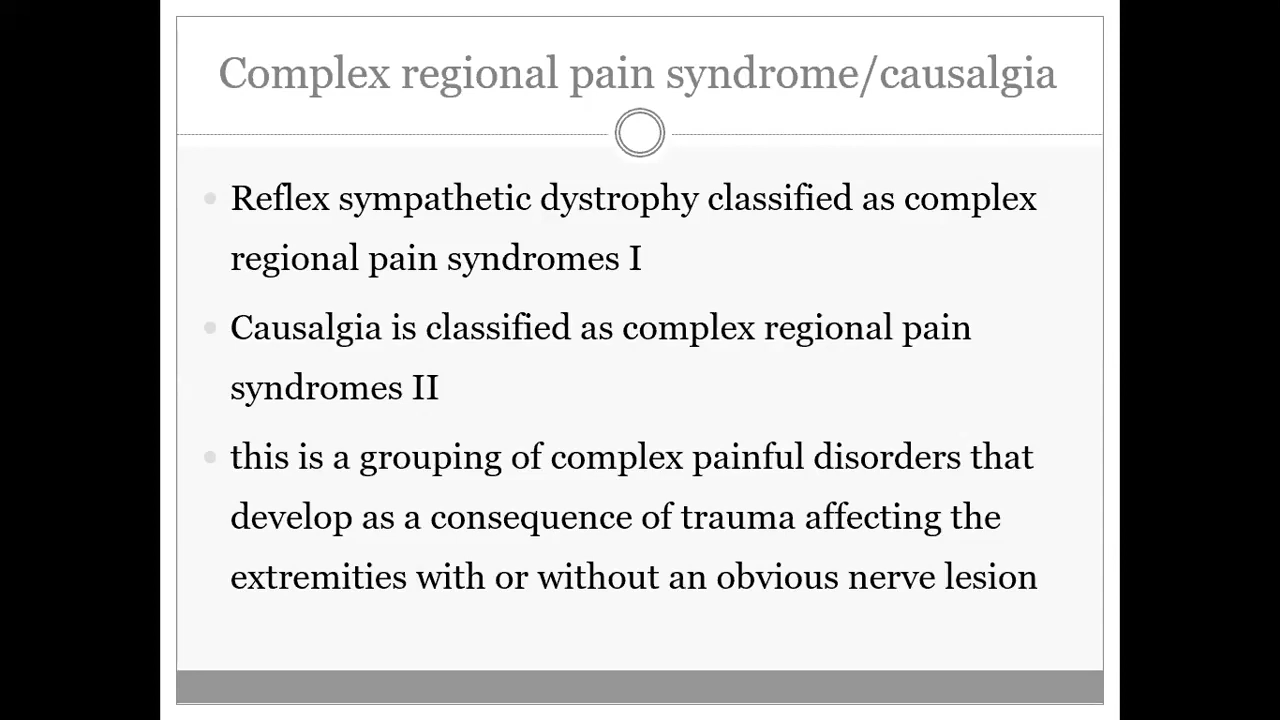 Complex regional pain syndrome/causalgia
Reflex sympathetic dystrophy classified as complex
regional pain syndromes I
Causalgia is classified as complex regional pain
syndromes II
this is a grouping of complex painful disorders that
develop as a consequence of trauma affecting the
extremities with or without an obvious nerve lesion